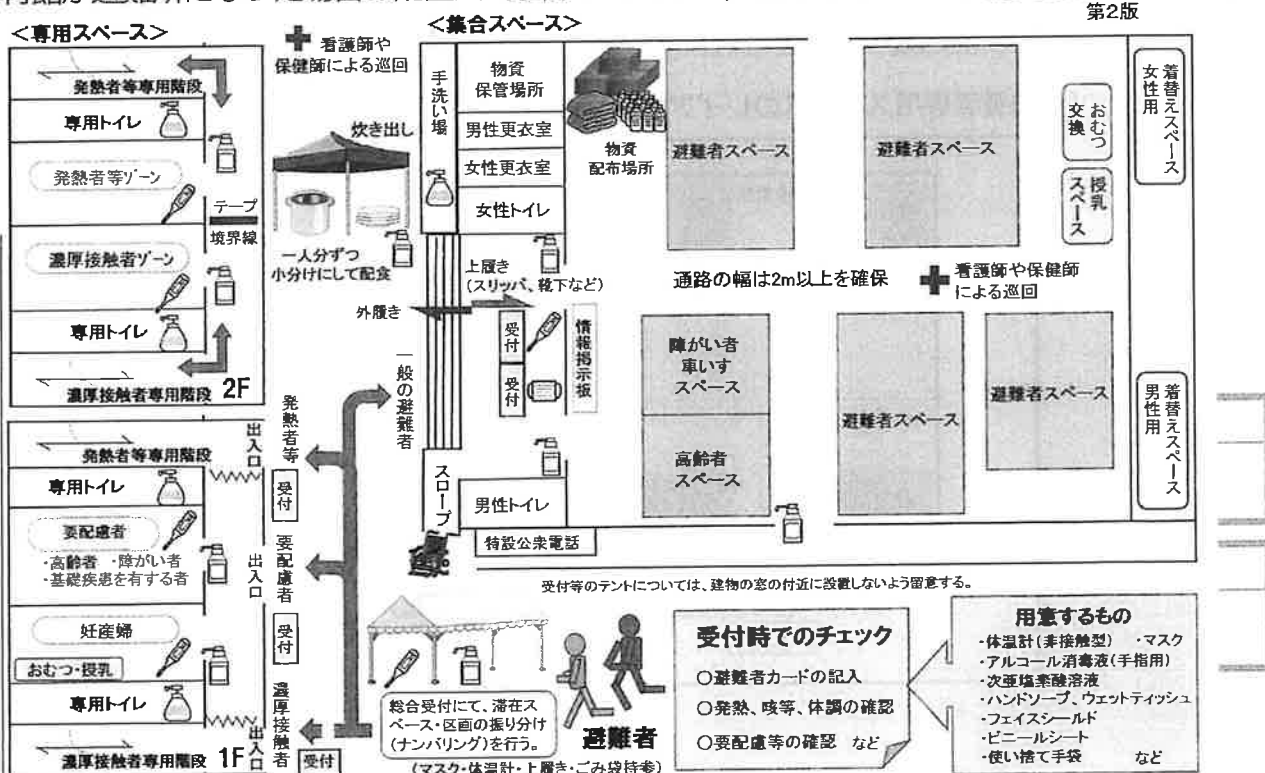 第2版
<専用スペース>
発熱者等専用階段
専用トイレ
発熱者等ゾーン
テープ
境界線
濃厚接触者ゾーン
専用トイレ
濃厚接触者専用階段 2F
看護師や
保健師による巡回
炊き出し
一人分ずつ
小分けにして配食
<集合スペース>
手洗い場
物資
保管場所
男性更衣室
女性更衣室
女性トイレ
物資
配布場所
避難者スペース
避難者スペース
おむつ
交換
授乳
スペース
着替えスペース
女性用
上履き
(スリッパ、靴下など)
外履き
通路の幅は2m以上を確保
看護師や保健師
による巡回
受付
受付
情報掲示板
障がい者
車いす
スペース
高齢者
スペース
避難者スペース
避難者スペース
着替えスペース
男性用
スロープ
男性トイレ
特設公衆電話
一般の避難者
発熱者等
受付
要配慮者
受付
濃厚接触者
受付
出入口
発熱者等専用階段
専用トイレ
要配慮者
・高齢者 ・障がい者
・基礎疾患を有する者
出入口
妊産婦
おむつ・授乳
専用トイレ
出入口
濃厚接触者専用階段 1F
受付等のテントについては、建物の窓の付近に設置しないよう留意する。
総合受付にて、滞在ス
ペース・区画の振り分け
(ナンバリング)を行う。
避難者
(マスク・体温計・上履き・ごみ袋持参)
受付時でのチェック
○避難者カードの記入
○発熱、咳等、体調の確認
○要配慮等の確認 など
用意するもの
・体温計(非接触型) ・マスク
・アルコール消毒液(手指用)
・次亜塩素酸溶液
・ハンドソープ、ウェットティッシュ
・フェイスシールド
・ビニールシート
・使い捨て手袋 など